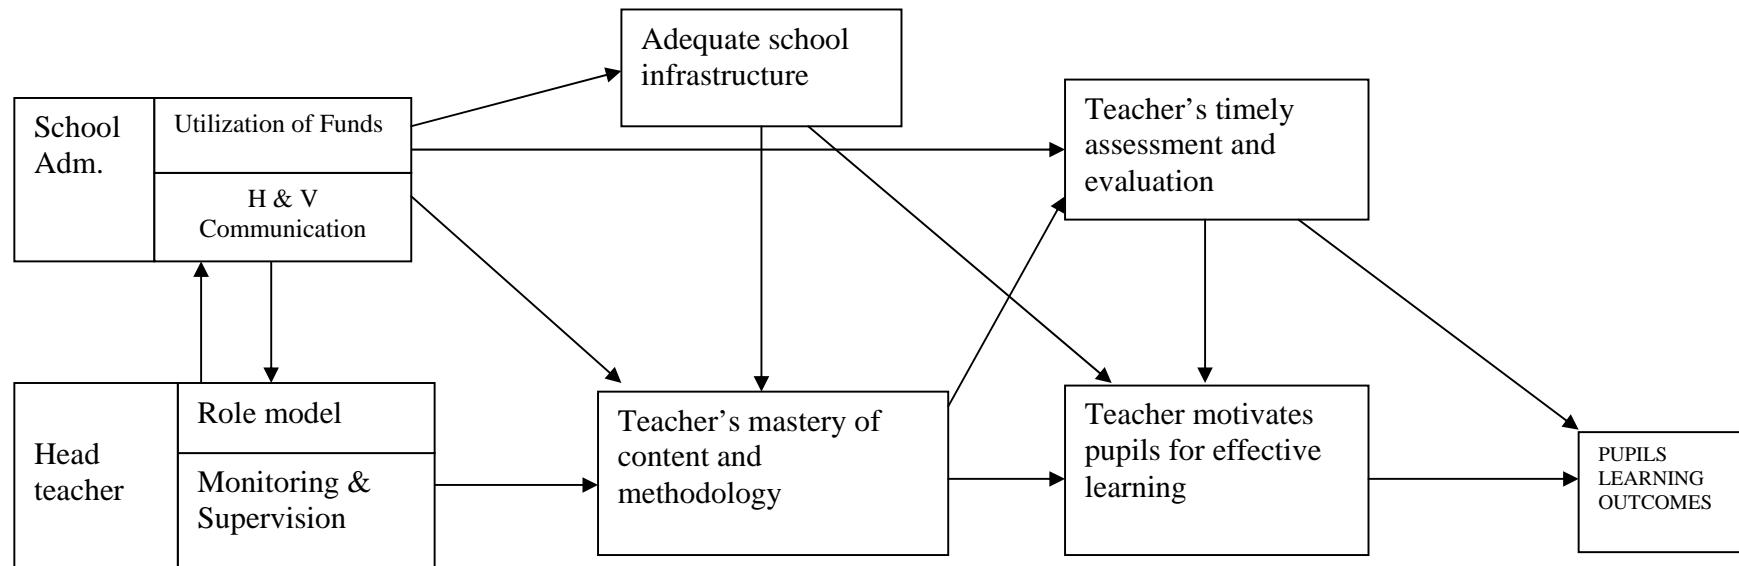 Adequate school
infrastructure
School
Adm.
Utilization of Funds
H & V
Communication
Teacher’s timely
assessment and
evaluation
Head
teacher
Role model
Monitoring &
Supervision
Teacher’s mastery of
content and
methodology
Teacher motivates
pupils for effective
learning
PUPILS
LEARNING
OUTCOMES